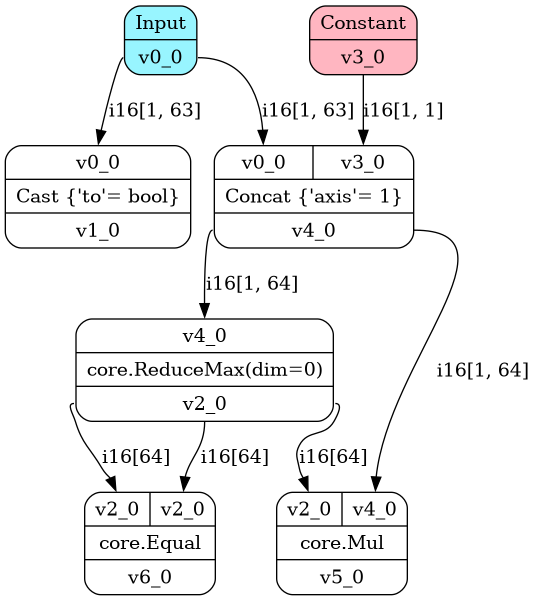 Input
v0_0
Constant
v3_0
i16[1, 63]
i16[1, 63]
i16[1, 1]
v0_0
Cast {'to'= bool}
v1_0
v0_0 v3_0
Concat {'axis'= 1}
v4_0
i16[1, 64]
v4_0
core.ReduceMax(dim=0)
v2_0
i16[1, 64]
i16[64]
i16[64]
i16[64]
v2_0 v2_0
core.Equal
v6_0
v2_0 v4_0
core.Mul
v5_0